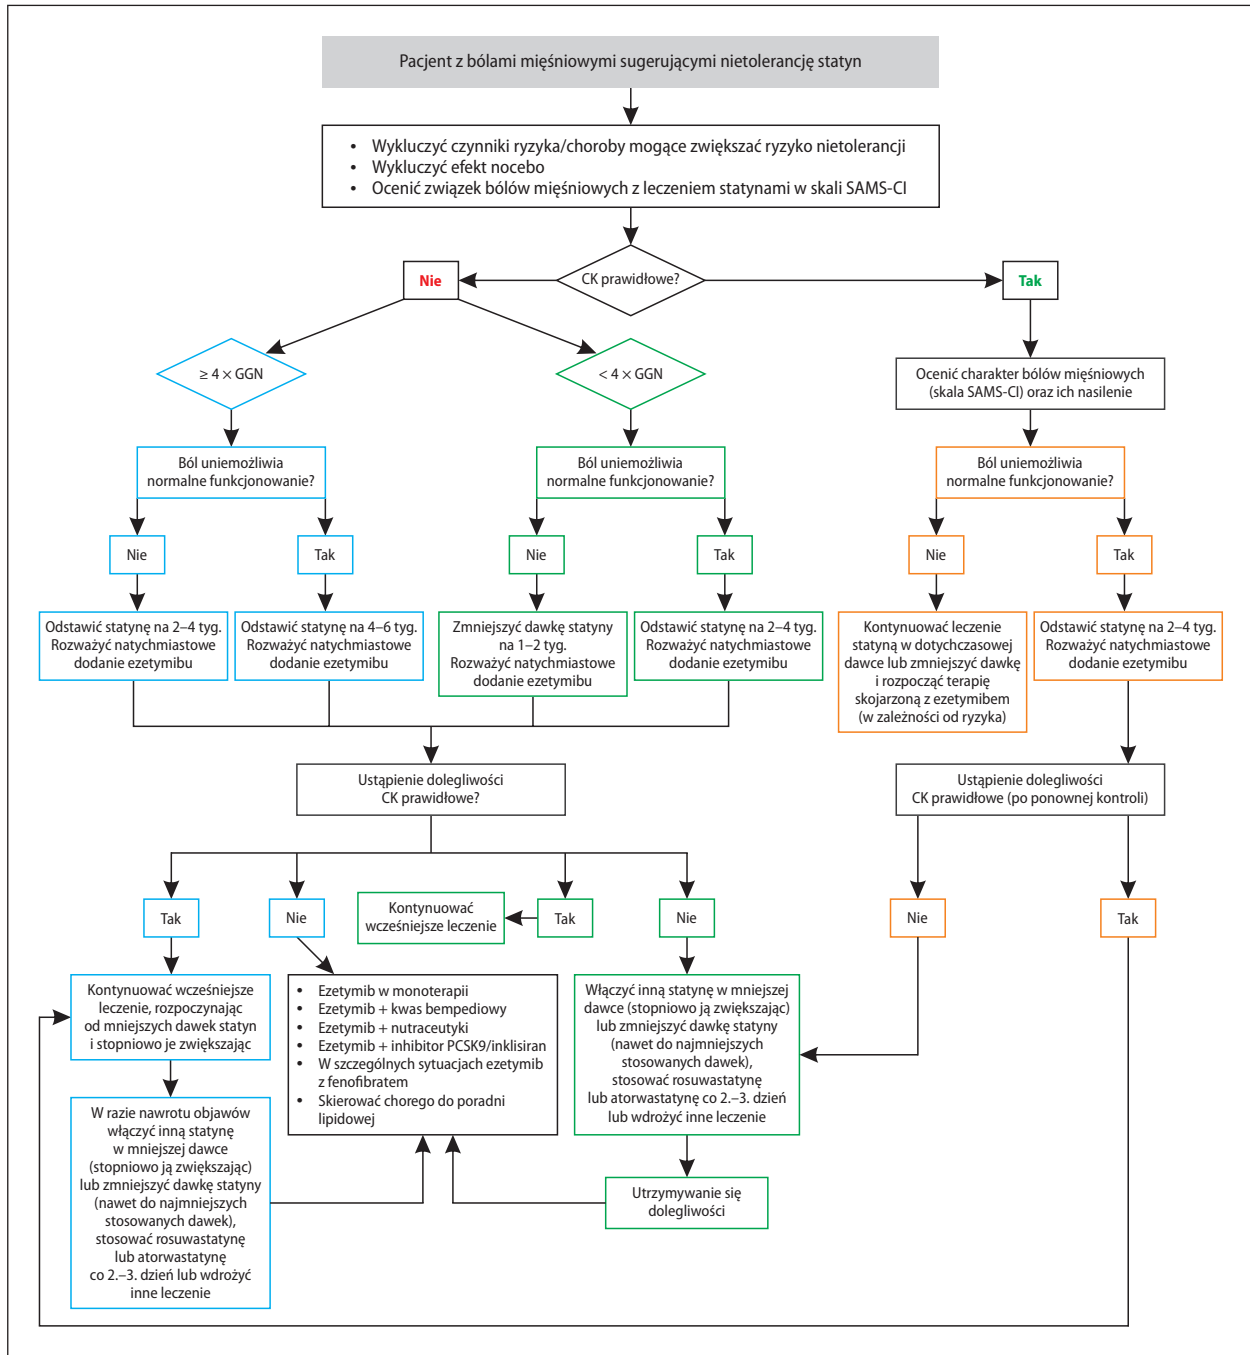 Pacjent z bólami mięśniowymi sugerującymi nietolerancję statyn
• Wykluczyć czynniki ryzyka/choroby mogące zwiększać ryzyko nietolerancji
• Wykluczyć efekt nocebo
• Ocenić związek bólów mięśniowych z leczeniem statynami w skali SAMS-CI
Nie
CK prawidłowe?
Tak
≥ 4 × GGN
< 4 × GGN
Ocenić charakter bólów mięśniowych
(skala SAMS-CI) oraz ich nasilenie
Ból uniemożliwia
normalne funkcjonowanie?
Ból uniemożliwia
normalne funkcjonowanie?
Ból uniemożliwia
normalne funkcjonowanie?
Nie
Tak
Nie
Tak
Nie
Tak
Odstawić statynę na 2–4 tyg.
Rozważyć natychmiastowe
dodanie ezetymibu
Odstawić statynę na 4–6 tyg.
Rozważyć natychmiastowe
dodanie ezetymibu
Zmniejszyć dawkę statyny
na 1–2 tyg.
Rozważyć natychmiastowe
dodanie ezetymibu
Odstawić statynę na 2–4 tyg.
Rozważyć natychmiastowe
dodanie ezetymibu
Kontynuować leczenie
statyną w dotychczasowej
dawce lub zmniejszyć dawkę
i rozpocząć terapię
skojarzoną z ezetymibem
(w zależności od ryzyka)
Odstawić statynę na 2–4 tyg.
Rozważyć natychmiastowe
dodanie ezetymibu
Ustąpienie dolegliwości
CK prawidłowe?
Ustąpienie dolegliwości
CK prawidłowe (po ponownej kontroli)
Tak
Nie
Kontynuować
wcześniejsze leczenie
Tak
Nie
Nie
Tak
Kontynuować wcześniejsze
leczenie, rozpoczynając
od mniejszych dawek statyn
i stopniowo je zwiększając
• Ezetymib w monoterapii
• Ezetymib + kwas bempediowy
• Ezetymib + nutraceutyki
• Ezetymib + inhibitor PCSK9/inklisiran
• W szczególnych sytuacjach ezetymib
z fenofibratem
• Skierować chorego do poradni
lipidowej
Włączyć inną statynę w mniejszej
dawce (stopniowo ją zwiększając)
lub zmniejszyć dawkę statyny
(nawet do najmniejszych
stosowanych dawek),
stosować rosuwastatynę
lub atorwastatynę co 2.–3. dzień
lub wdrożyć inne leczenie
W razie nawrotu objawów
włączyć inną statynę
w mniejszej dawce
(stopniowo ją zwiększając)
lub zmniejszyć dawkę statyny
(nawet do najmniejszych
stosowanych dawek),
stosować rosuwastatynę
lub atorwastatynę
co 2.–3. dzień lub wdrożyć
inne leczenie
Utrzymywanie się
dolegliwości